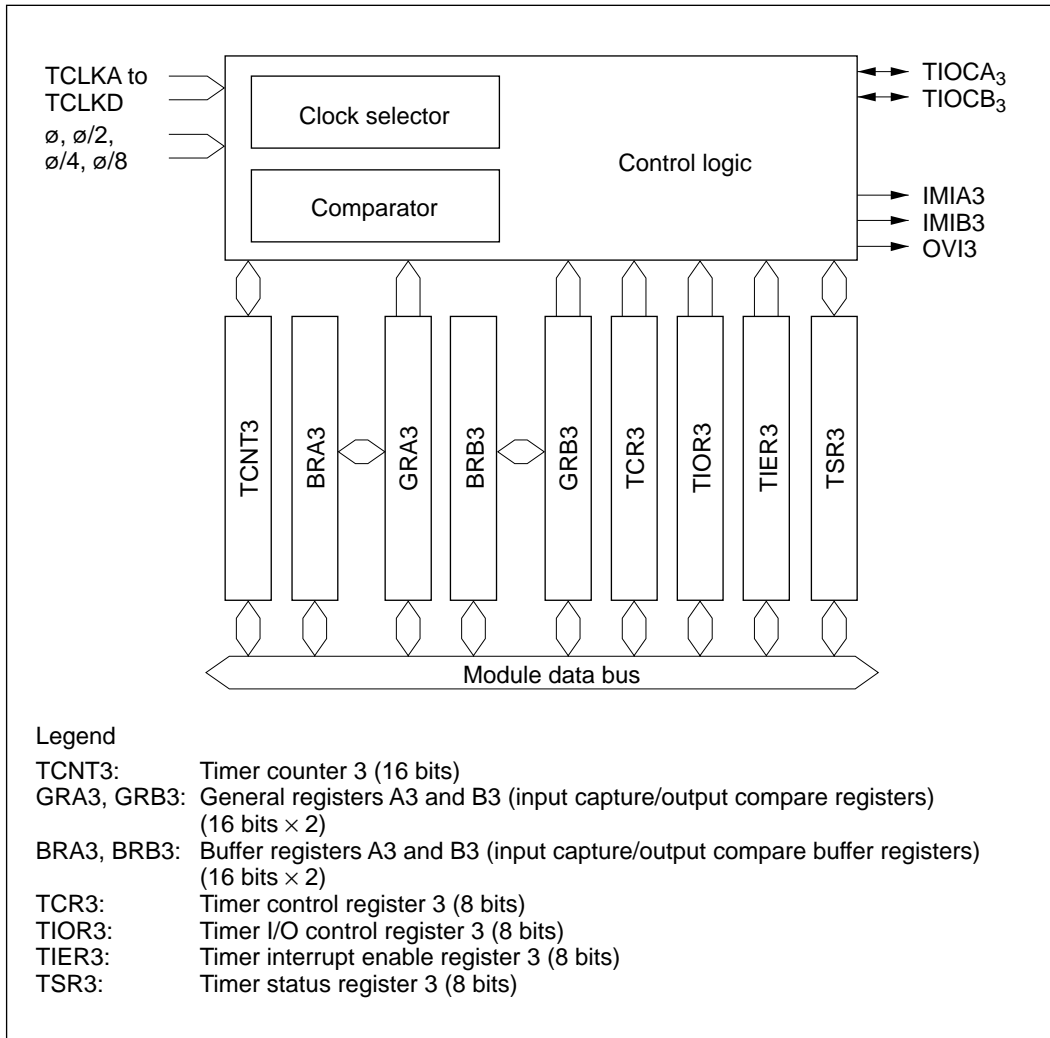 TCLKA to
TCLKD
ø, ø/2,
ø/4, ø/8
Clock selector
Comparator
Control logic
TIOCA3
TIOCB3
IMIA3
IMIB3
OVI3
TCNT3
BRA3
GRA3
BRB3
GRB3
TCR3
TIOR3
TIER3
TSR3
Module data bus
Legend
TCNT3: Timer counter 3 (16 bits)
GRA3, GRB3: General registers A3 and B3 (input capture/output compare registers)
(16 bits × 2)
BRA3, BRB3: Buffer registers A3 and B3 (input capture/output compare buffer registers)
(16 bits × 2)
TCR3: Timer control register 3 (8 bits)
TIOR3: Timer I/O control register 3 (8 bits)
TIER3: Timer interrupt enable register 3 (8 bits)
TSR3: Timer status register 3 (8 bits)